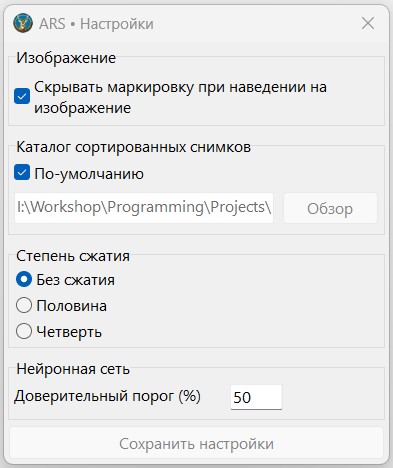 ARS • Настройки
Изображение
Скрывать маркировку при наведении на
изображение
Каталог сортированных снимков
По-умолчанию
I:\Workshop\Programming\Projects\
Обзор
Степень сжатия
Без сжатия
Половина
Четверть
Нейронная сеть
Доверительный порог (%)
50
Сохранить настройки